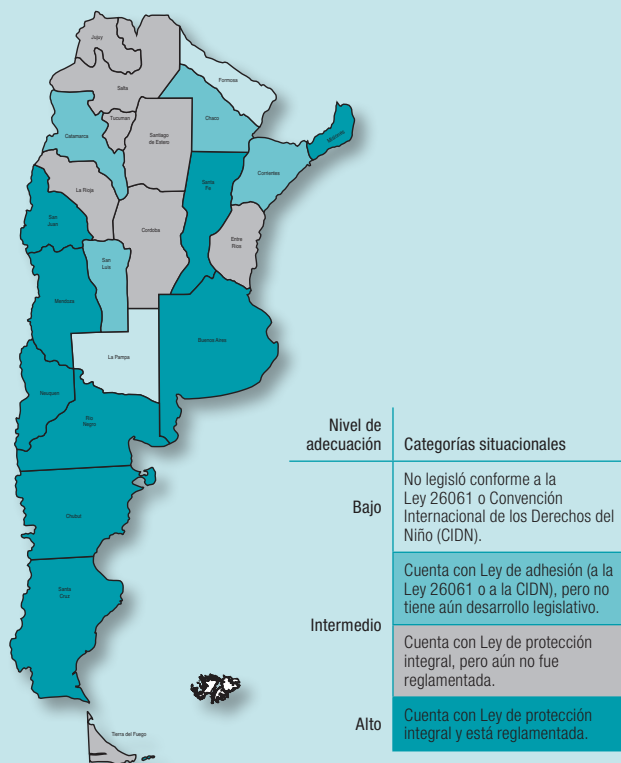 Jujuy
Salta
Formosa
Chaco
Tucuman
Catamarca
Santiago
de Estero
Misiones
Corrientes
Santa
Fe
La Rioja
San
Juan
Cordoba
Entre
Rios
San
Luis
Mendoza
Buenos Aires
La Pampa
Neuquen
Rio
Negro
Chubut
Santa
Cruz
Tierra del Fuego
Nivel de
adecuación
Categorías situacionales
Bajo
No legisló conforme a la
Ley 26061 o Convención
Internacional de los Derechos del
Niño (CIDN).
Intermedio
Cuenta con Ley de adhesión (a la
Ley 26061 o a la CIDN), pero no
tiene aún desarrollo legislativo.
Cuenta con Ley de protección
integral, pero aún no fue
reglamentada.
Alto
Cuenta con Ley de protección
integral y está reglamentada.